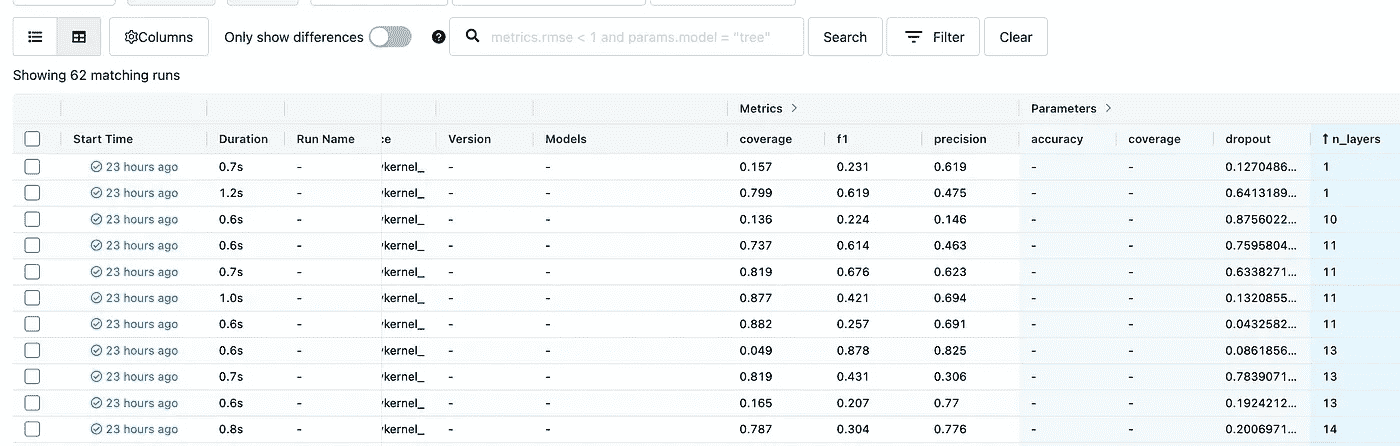 Columns Only show differences ? metrics.rmse < 1 and params.model = "tree" Search Filter Clear
Showing 62 matching runs
Metrics > Parameters >
Start Time Duration Run Name ce Version Models coverage f1 precision accuracy coverage dropout ↑ n_layers
23 hours ago 0.7s - kernel_ - - 0.157 0.231 0.619 - - 0.1270486... 1
23 hours ago 1.2s - kernel_ - - 0.799 0.619 0.475 - - 0.6413189... 1
23 hours ago 0.6s - kernel_ - - 0.136 0.224 0.146 - - 0.8756022... 10
23 hours ago 0.6s - kernel_ - - 0.737 0.614 0.463 - - 0.7595804... 11
23 hours ago 0.7s - kernel_ - - 0.819 0.676 0.623 - - 0.6338271... 11
23 hours ago 1.0s - kernel_ - - 0.877 0.421 0.694 - - 0.1320855... 11
23 hours ago 0.6s - kernel_ - - 0.882 0.257 0.691 - - 0.0432582... 11
23 hours ago 0.6s - kernel_ - - 0.049 0.878 0.825 - - 0.0861856... 13
23 hours ago 0.7s - kernel_ - - 0.819 0.431 0.306 - - 0.7839071... 13
23 hours ago 0.6s - kernel_ - - 0.165 0.207 0.77 - - 0.1924212... 13
23 hours ago 0.8s - kernel_ - - 0.787 0.304 0.776 - - 0.2006971... 14